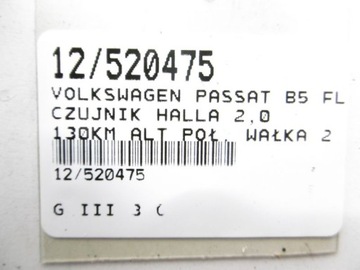 12/520475
VOLKSWAGEN PASSAT B5 FL
CZUJNIK HALLA 2,0
130KM ALT POŁ. WAŁKA 2
12/520475
G III 3 C